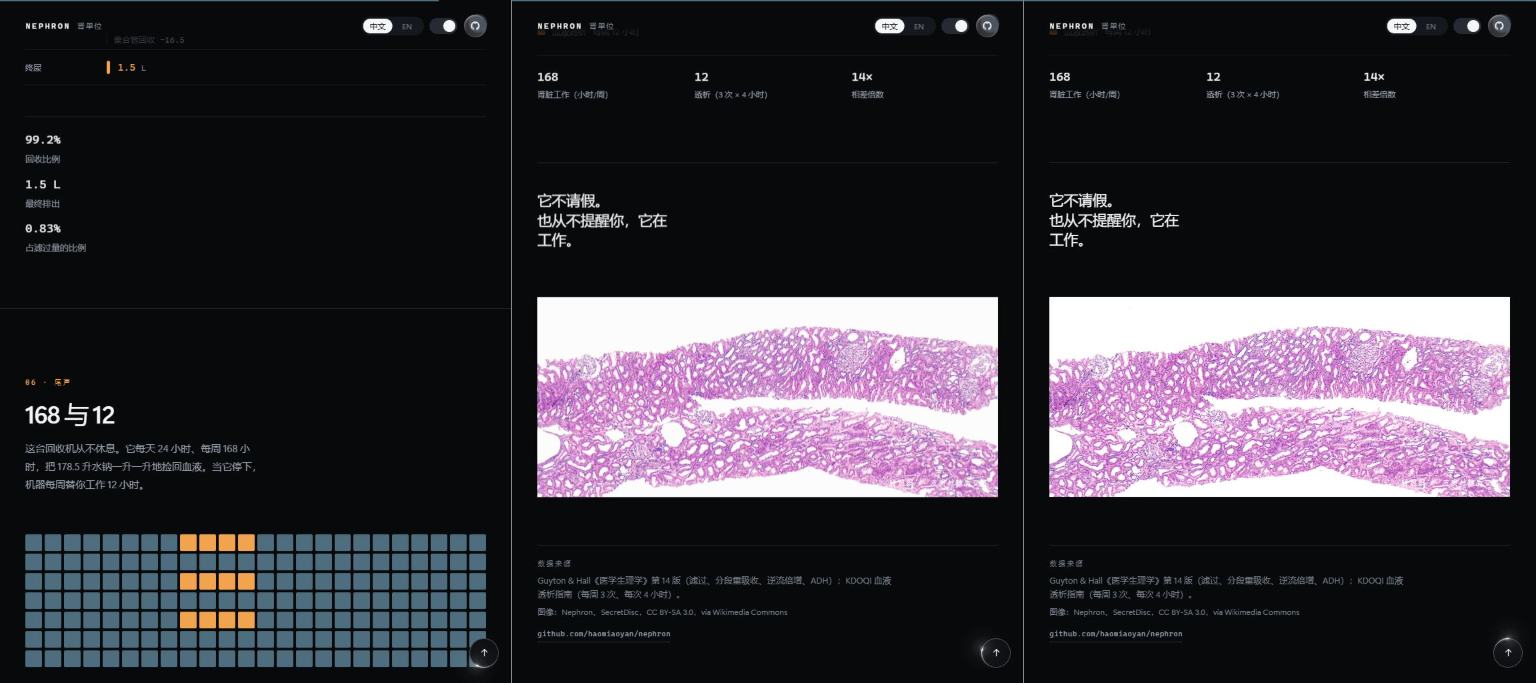 NEPHRON 肾单位
中文 EN
集合管回收 -16.5
终尿 1.5 L
99.2%
回收比例
1.5 L
最终排出
0.83%
占滤过量的比例
06 · 尾声
168 与 12
这台回收机从不休息。它每天 24 小时、每周 168 小
时，把 178.5 升水钠一升一升地捡回血液。当它停下，
机器每周替你工作 12 小时。
↑
NEPHRON 肾单位
中文 EN
168 12 14×
肾脏工作（小时/周） 透析（3 次 × 4 小时） 相差倍数
它不请假。
也从不提醒你，它在
工作。
数据来源
Guyton & Hall《医学生理学》第 14 版（滤过、分段重吸收、逆流倍增、ADH）；KDOQI 血液
透析指南（每周 3 次、每次 4 小时）。
图像：Nephron，SecretDisc，CC BY-SA 3.0，via Wikimedia Commons
github.com/haomiaoyan/nephron
↑
NEPHRON 肾单位
中文 EN
168 12 14×
肾脏工作（小时/周） 透析（3 次 × 4 小时） 相差倍数
它不请假。
也从不提醒你，它在
工作。
数据来源
Guyton & Hall《医学生理学》第 14 版（滤过、分段重吸收、逆流倍增、ADH）；KDOQI 血液
透析指南（每周 3 次、每次 4 小时）。
图像：Nephron，SecretDisc，CC BY-SA 3.0，via Wikimedia Commons
github.com/haomiaoyan/nephron
↑